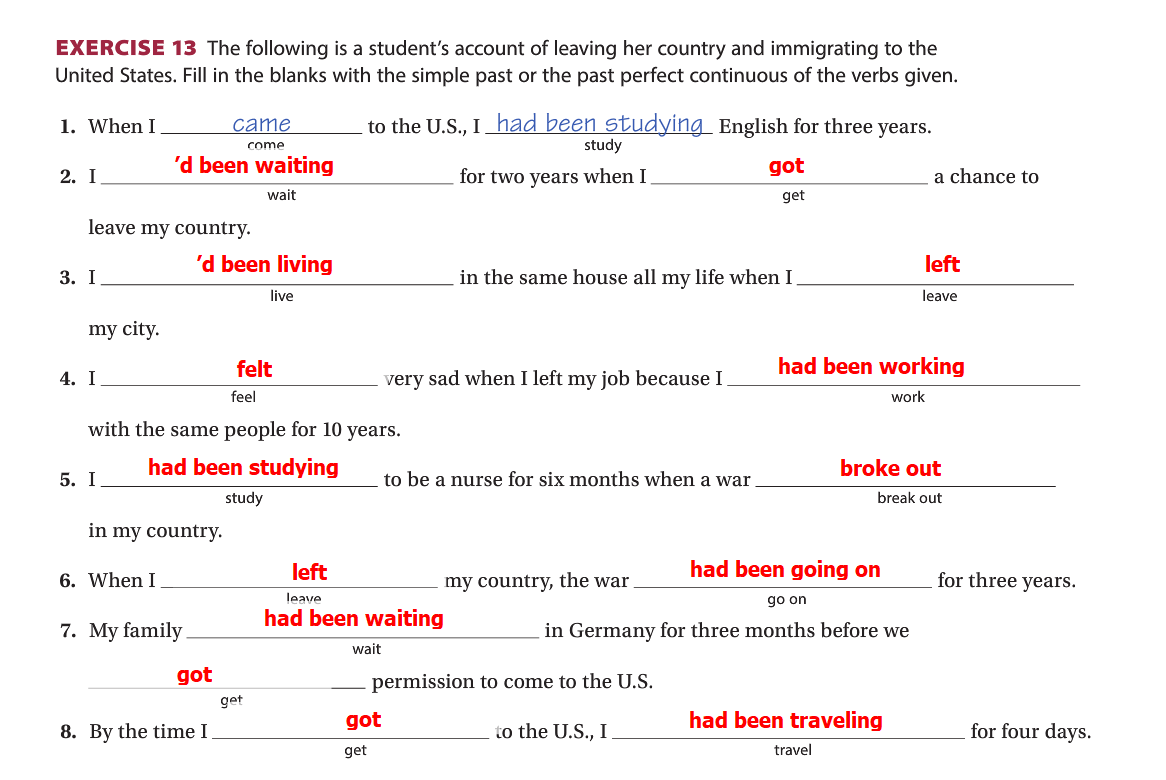 EXERCISE 13 The following is a student’s account of leaving her country and immigrating to the
United States. Fill in the blanks with the simple past or the past perfect continuous of the verbs given.
1. When I came to the U.S., I had been studying English for three years.
come study
2. I ’d been waiting for two years when I got a chance to
wait get
leave my country.
3. I ’d been living in the same house all my life when I left
live leave
my city.
4. I felt very sad when I left my job because I had been working
feel work
with the same people for 10 years.
5. I had been studying to be a nurse for six months when a war broke out
study break out
in my country.
6. When I left my country, the war had been going on for three years.
leave go on
7. My family had been waiting in Germany for three months before we
wait
got permission to come to the U.S.
get
8. By the time I got to the U.S., I had been traveling for four days.
get travel